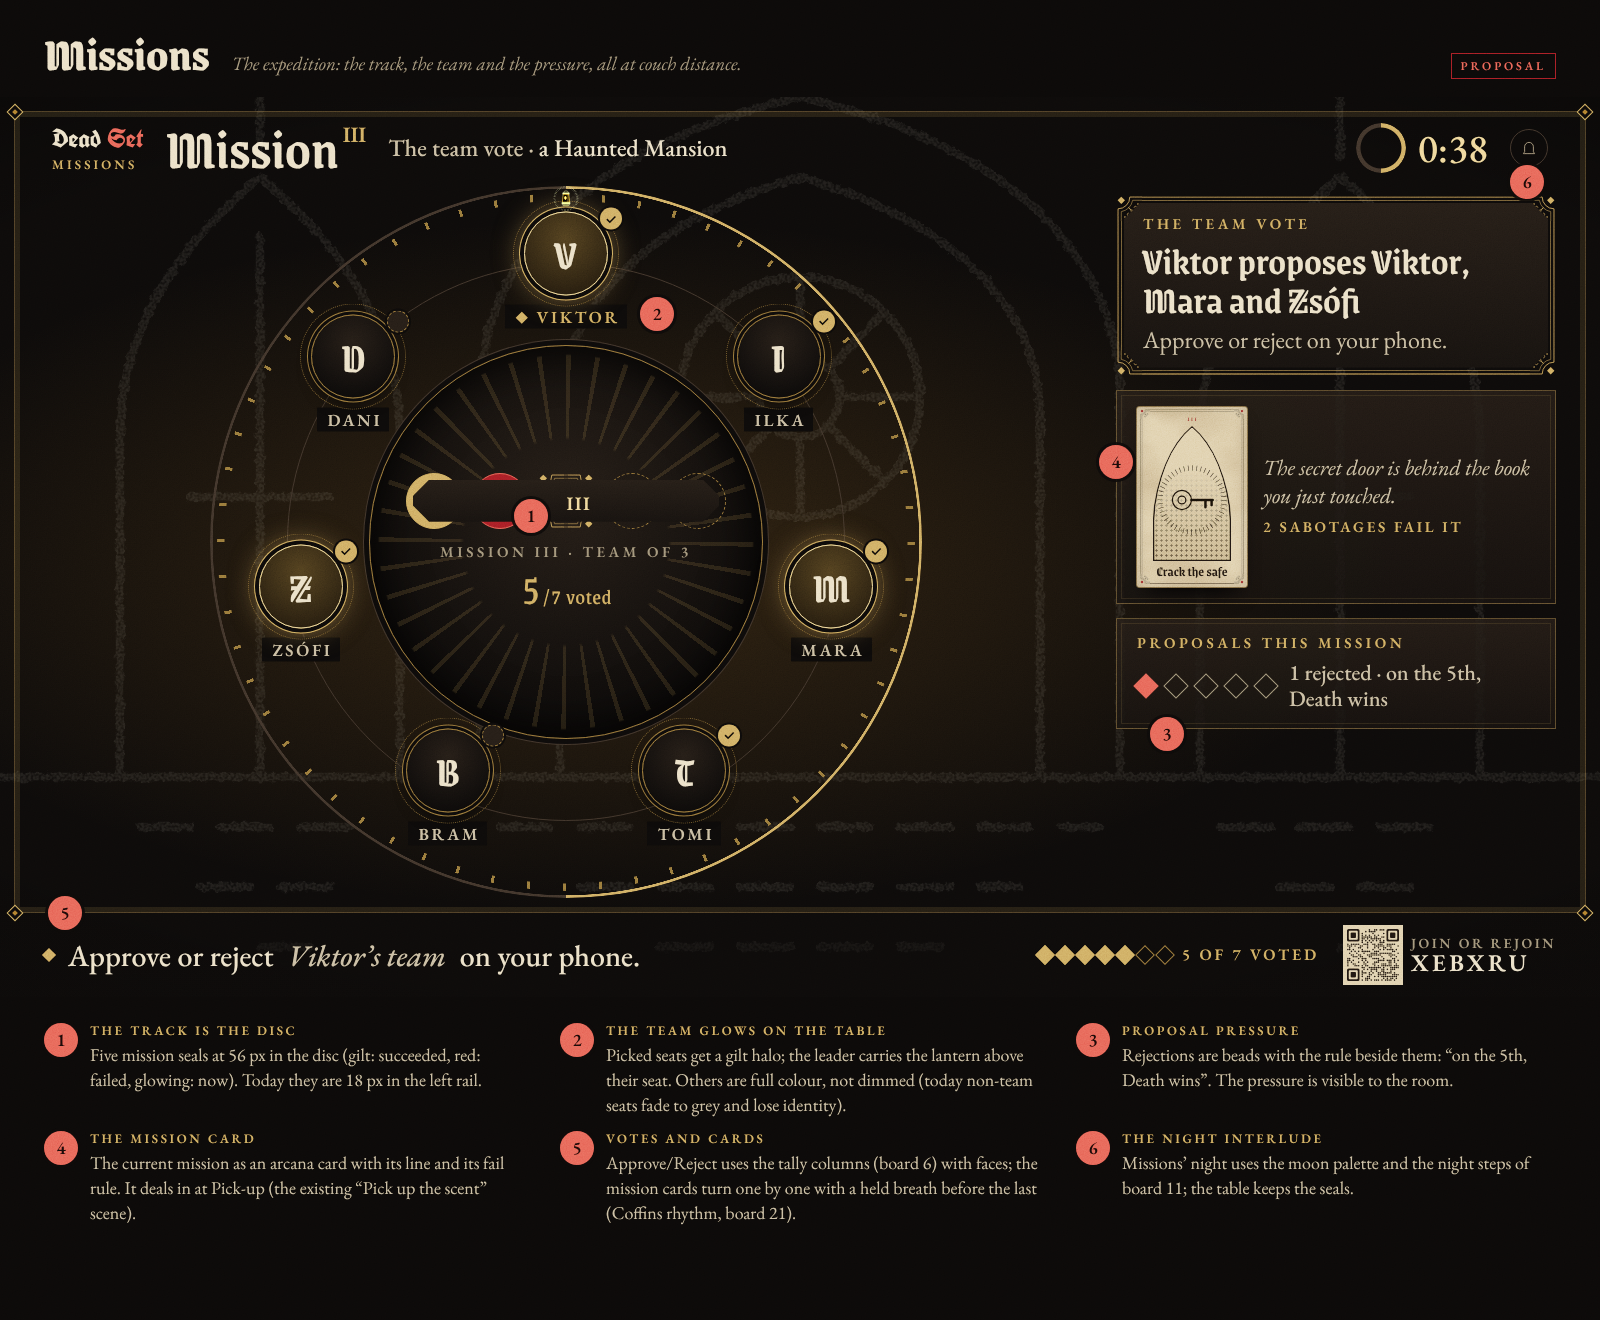 Missions
The expedition: the track, the team and the pressure, all at couch distance.
PROPOSAL
Dead Set
MISSIONS
Mission III
The team vote · a Haunted Mansion
0:38
6
V
VIKTOR
2
D
DANI
I
ILKA
Z
ZSÓFI
M
MARA
B
BRAM
T
TOMI
III
1
MISSION III · TEAM OF 3
5/7 voted
THE TEAM VOTE
Viktor proposes Viktor,
Mara and Zsófi
Approve or reject on your phone.
4
III
Crack the safe
The secret door is behind the book
you just touched.
2 SABOTAGES FAIL IT
PROPOSALS THIS MISSION
1 rejected · on the 5th,
Death wins
3
5
Approve or reject Viktor’s team on your phone.
5 OF 7 VOTED
JOIN OR REJOIN
XEBXRU
1
THE TRACK IS THE DISC
Five mission seals at 56 px in the disc (gilt: succeeded, red:
failed, glowing: now). Today they are 18 px in the left rail.
2
THE TEAM GLOWS ON THE TABLE
Picked seats get a gilt halo; the leader carries the lantern above
their seat. Others are full colour, not dimmed (today non-team
seats fade to grey and lose identity).
3
PROPOSAL PRESSURE
Rejections are beads with the rule beside them: “on the 5th,
Death wins”. The pressure is visible to the room.
4
THE MISSION CARD
The current mission as an arcana card with its line and its fail
rule. It deals in at Pick-up (the existing “Pick up the scent”
scene).
5
VOTES AND CARDS
Approve/Reject uses the tally columns (board 6) with faces; the
mission cards turn one by one with a held breath before the last
(Coffins rhythm, board 21).
6
THE NIGHT INTERLUDE
Missions’ night uses the moon palette and the night steps of
board 11; the table keeps the seals.